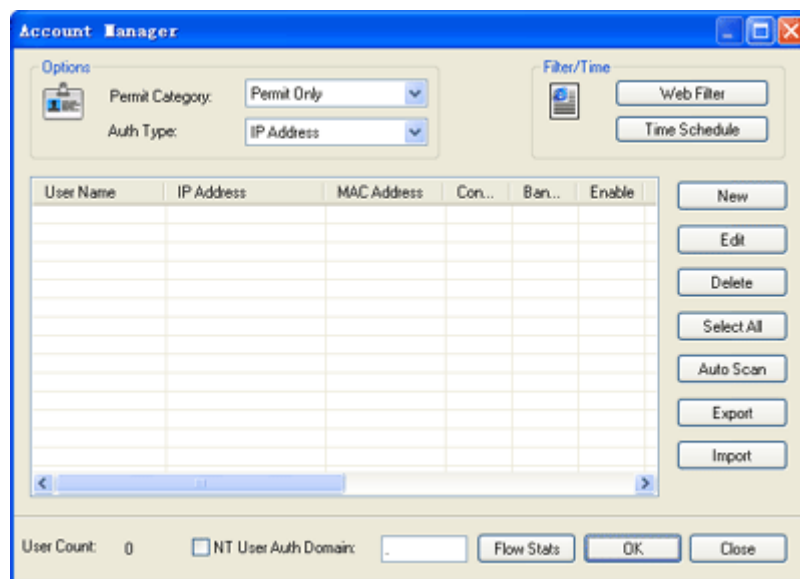 Account Manager
Options
Permit Category: Permit Only
Auth Type: IP Address
Filter/Time
Web Filter
Time Schedule
User Name IP Address MAC Address Con... Ban... Enable
New
Edit
Delete
Select All
Auto Scan
Export
Import
User Count: 0 NT User Auth Domain: . Flow Stats OK Close